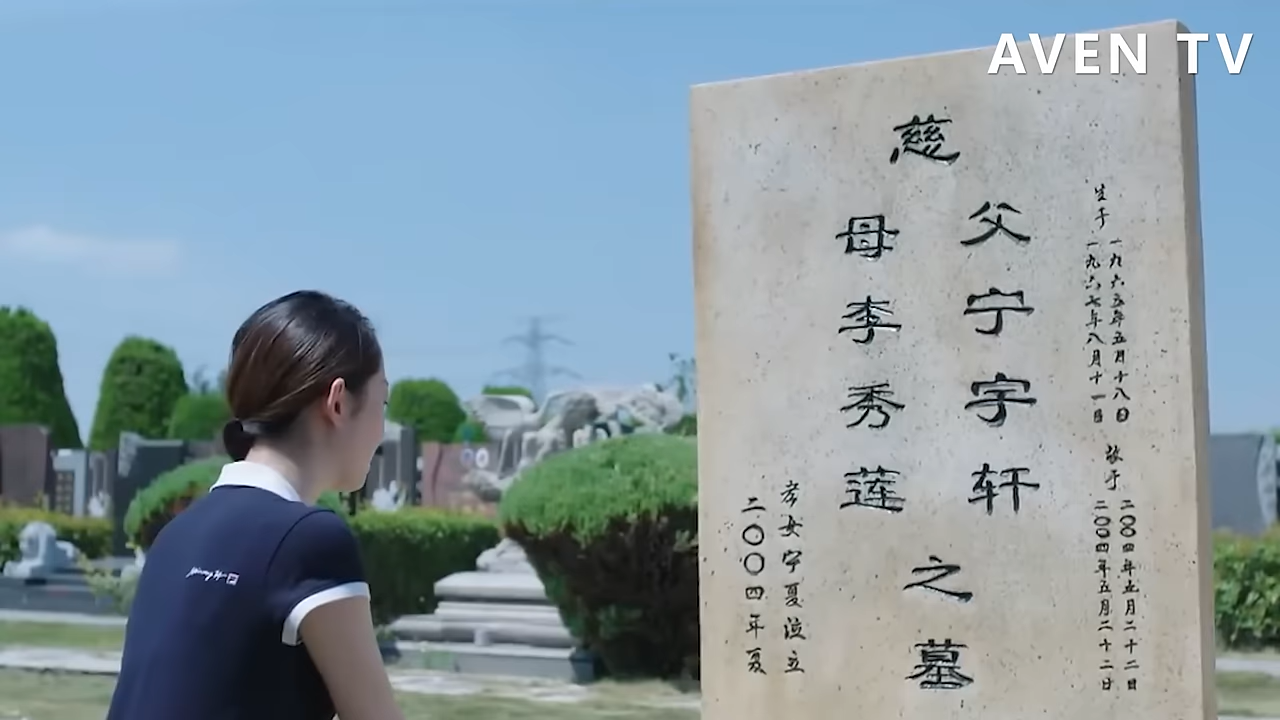 AVEN TV
慈
父宁宇轩
母李秀莲
之墓
生于
一九六五年五月十八日
一九六七年八月十一日
故于
二〇〇四年五月二十二日
二〇〇四年五月二十二日
孝女宁夏泣立
二〇〇四年夏